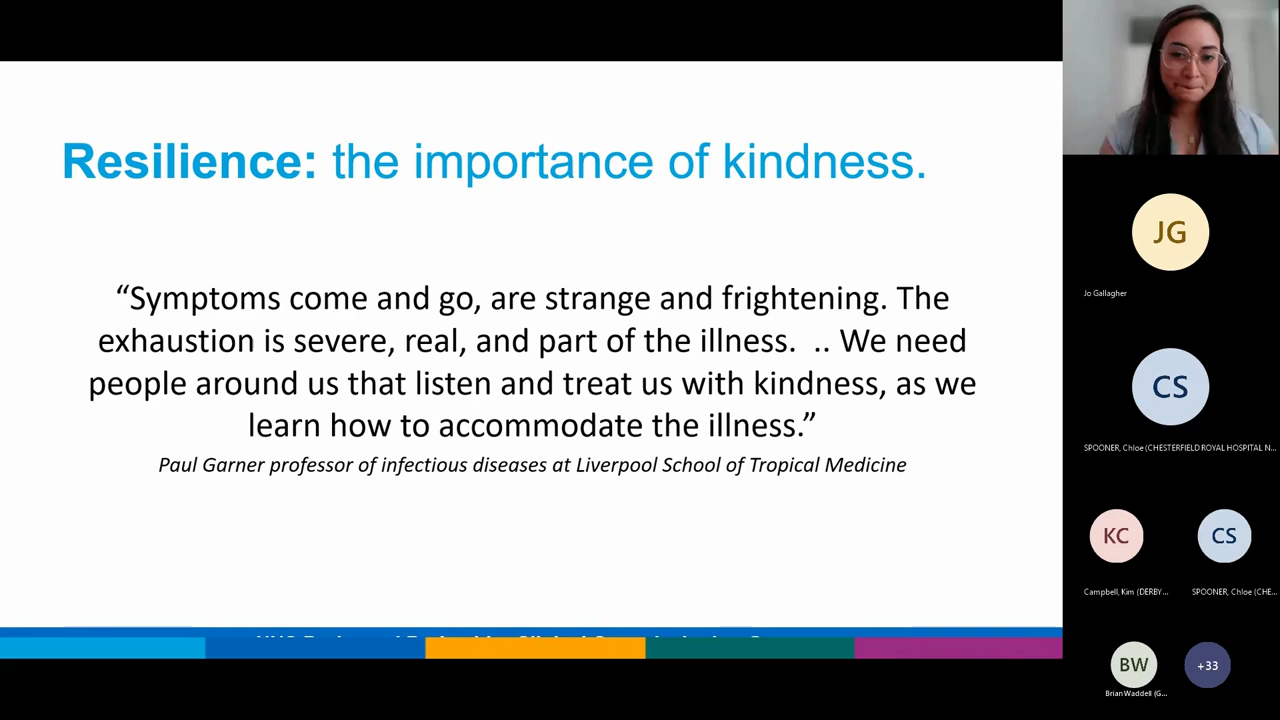 Resilience: the importance of kindness.
“Symptoms come and go, are strange and frightening. The
exhaustion is severe, real, and part of the illness.  .. We need
people around us that listen and treat us with kindness, as we
learn how to accommodate the illness.”
Paul Garner professor of infectious diseases at Liverpool School of Tropical Medicine
JG
Jo Gallagher
CS
SPOONER, Chloe (CHESTERFIELD ROYAL HOSPITAL N...
KC
CS
Campbell, Kim (DERBY...
SPOONER, Chloe (CHE...
BW
+33
Brian Waddell (G...